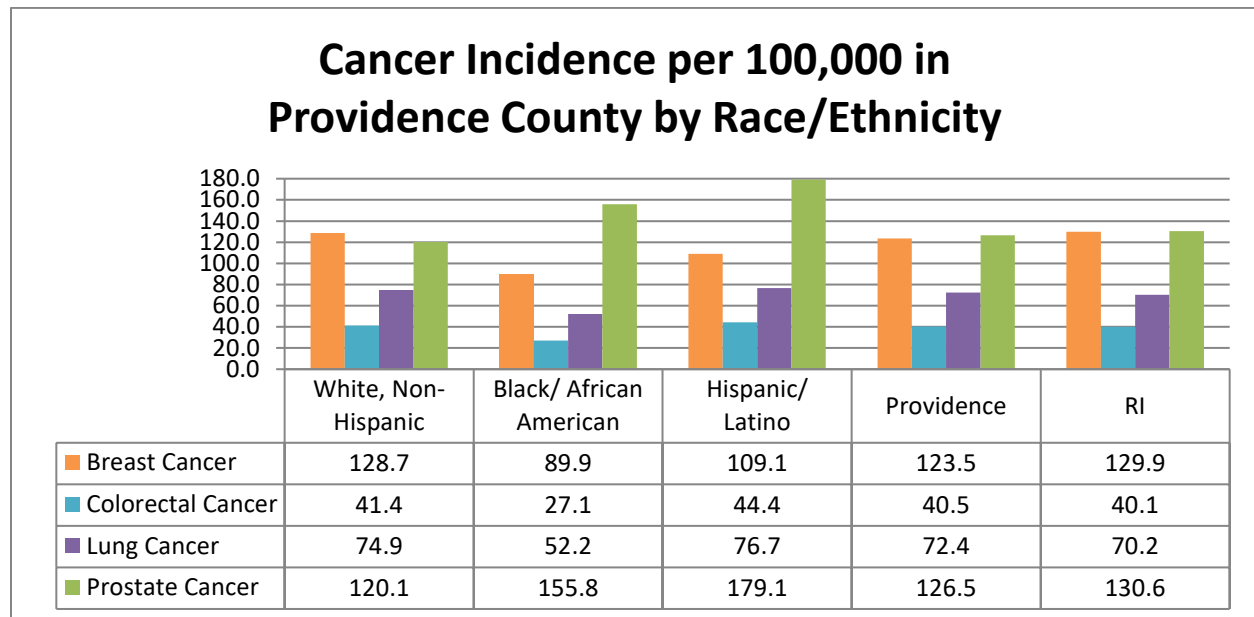 Cancer Incidence per 100,000 in
Providence County by Race/Ethnicity
180.0
160.0
140.0
120.0
100.0
80.0
60.0
40.0
20.0
0.0
White, Non-
Hispanic
Black/ African
American
Hispanic/
Latino
Providence
RI
Breast Cancer 128.7 89.9 109.1 123.5 129.9
Colorectal Cancer 41.4 27.1 44.4 40.5 40.1
Lung Cancer 74.9 52.2 76.7 72.4 70.2
Prostate Cancer 120.1 155.8 179.1 126.5 130.6